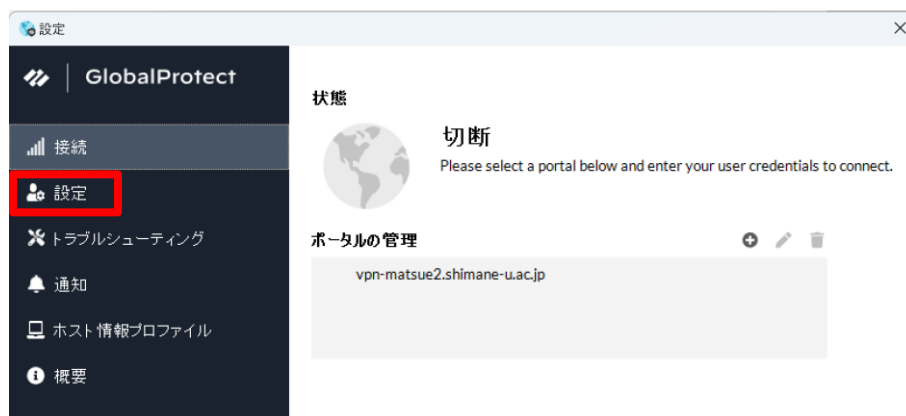 設定
GlobalProtect
接続
設定
トラブルシューティング
通知
ホスト情報プロファイル
概要
状態
切断
Please select a portal below and enter your user credentials to connect.
ポータルの管理
vpn-matsue2.shimane-u.ac.jp